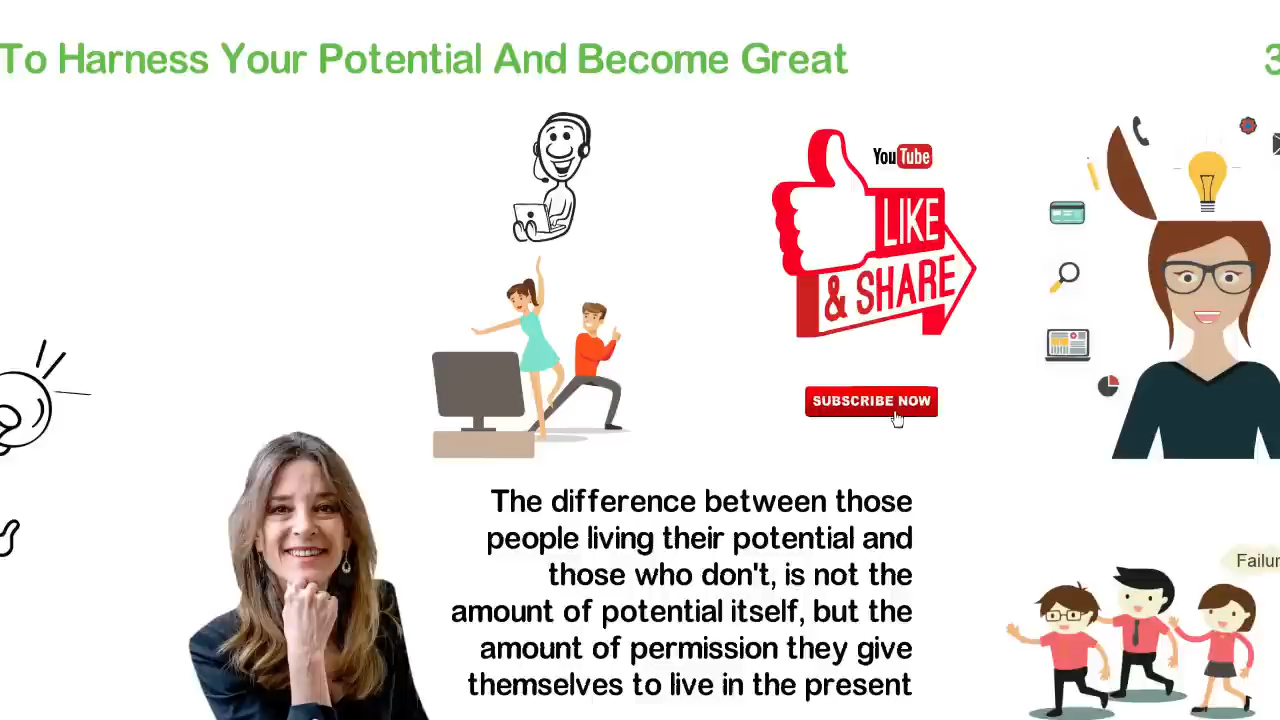 To Harness Your Potential And Become Great
3
YouTube
LIKE
& SHARE
SUBSCRIBE NOW
The difference between those
people living their potential and
those who don't, is not the
amount of potential itself, but the
amount of permission they give
themselves to live in the present